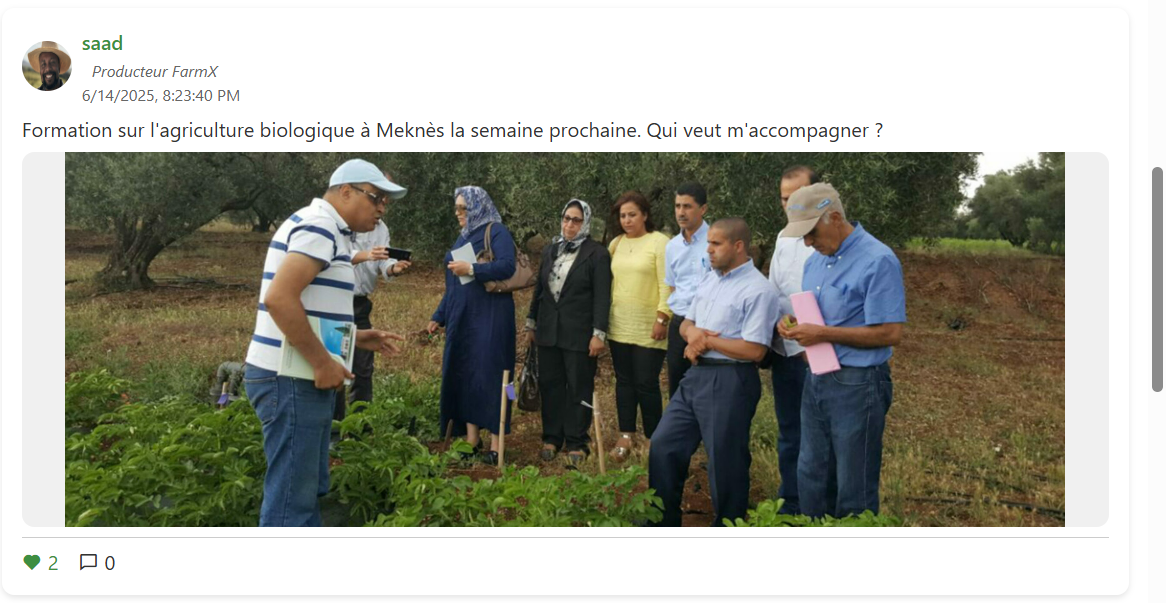 saad
Producteur FarmX
6/14/2025, 8:23:40 PM
Formation sur l'agriculture biologique à Meknès la semaine prochaine. Qui veut m'accompagner ?
2 0